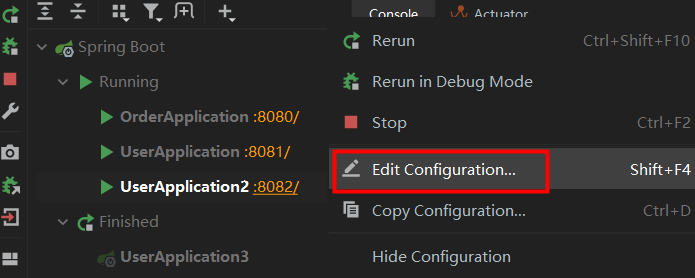 Console
Actuator
Spring Boot
Running
OrderApplication :8080/
UserApplication :8081/
UserApplication2 :8082/
Finished
UserApplication3
Rerun Ctrl+Shift+F10
Rerun in Debug Mode
Stop Ctrl+F2
Edit Configuration... Shift+F4
Copy Configuration... Ctrl+D
Hide Configuration